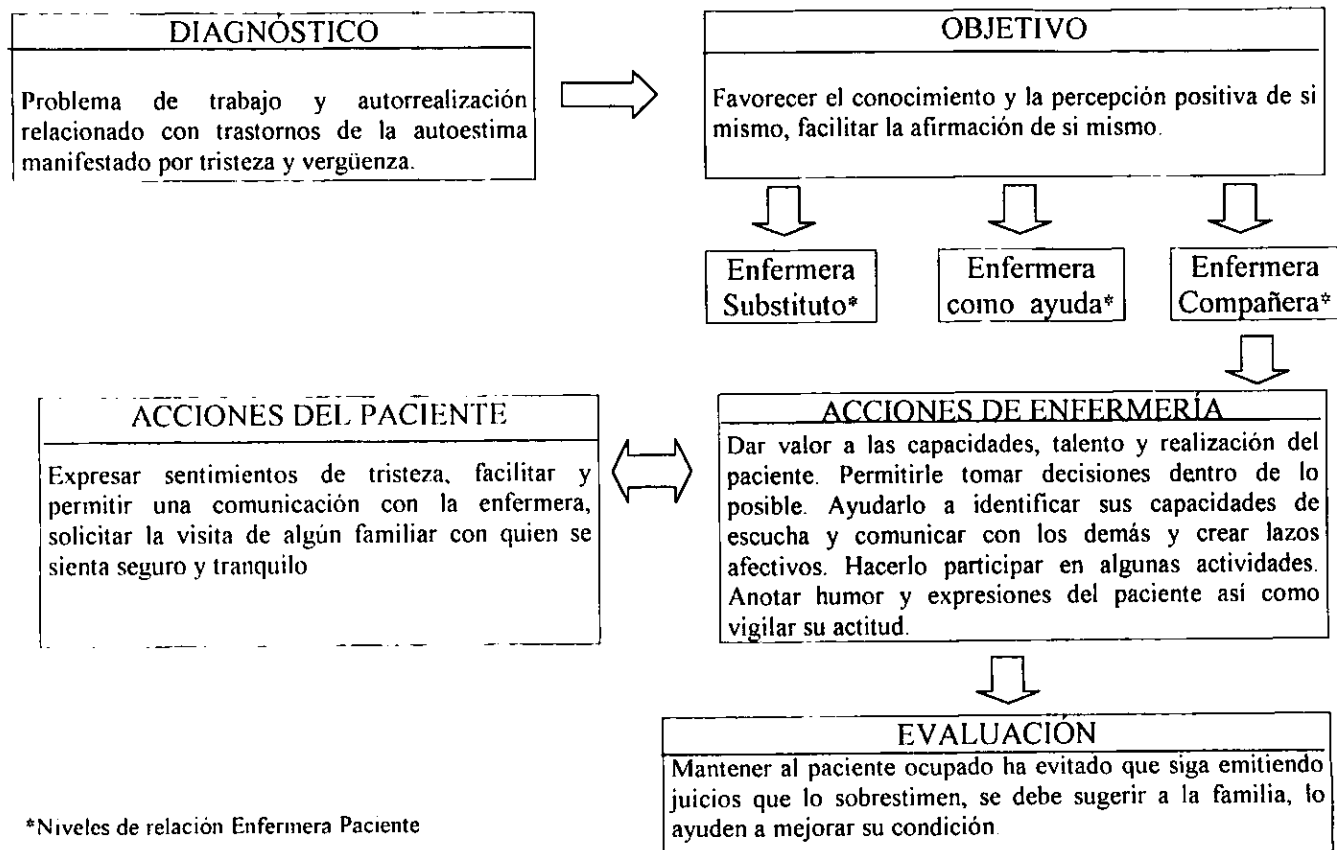 DIAGNÓSTICO
Problema de trabajo y autorrealización
relacionado con trastornos de la autoestima
manifestado por tristeza y vergüenza.
OBJETIVO
Favorecer el conocimiento y la percepción positiva de si
mismo, facilitar la afirmación de si mismo.
Enfermera
Substituto*
Enfermera
como ayuda*
Enfermera
Compañera*
ACCIONES DEL PACIENTE
Expresar sentimientos de tristeza, facilitar y
permitir una comunicación con la enfermera,
solicitar la visita de algún familiar con quien se
sienta seguro y tranquilo
ACCIONES DE ENFERMERÍA
Dar valor a las capacidades, talento y realización del
paciente. Permitirle tomar decisiones dentro de lo
posible. Ayudarlo a identificar sus capacidades de
escucha y comunicar con los demás y crear lazos
afectivos. Hacerlo participar en algunas actividades.
Anotar humor y expresiones del paciente así como
vigilar su actitud.
EVALUACIÓN
Mantener al paciente ocupado ha evitado que siga emitiendo
juicios que lo sobrestimen, se debe sugerir a la familia, lo
ayuden a mejorar su condición.
*Niveles de relación Enfermera Paciente